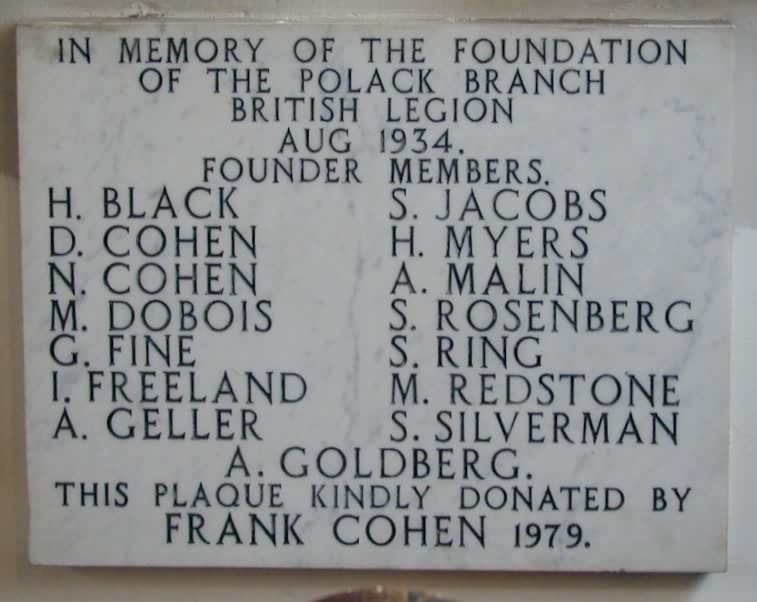 IN MEMORY OF THE FOUNDATION
OF THE POLACK BRANCH
BRITISH LEGION
AUG 1934.
FOUNDER MEMBERS.
H. BLACK S. JACOBS
D. COHEN H. MYERS
N. COHEN A. MALIN
M. DOBOIS S. ROSENBERG
G. FINE S. RING
I. FREELAND M. REDSTONE
A. GELLER S. SILVERMAN
A. GOLDBERG.
THIS PLAQUE KINDLY DONATED BY
FRANK COHEN 1979.